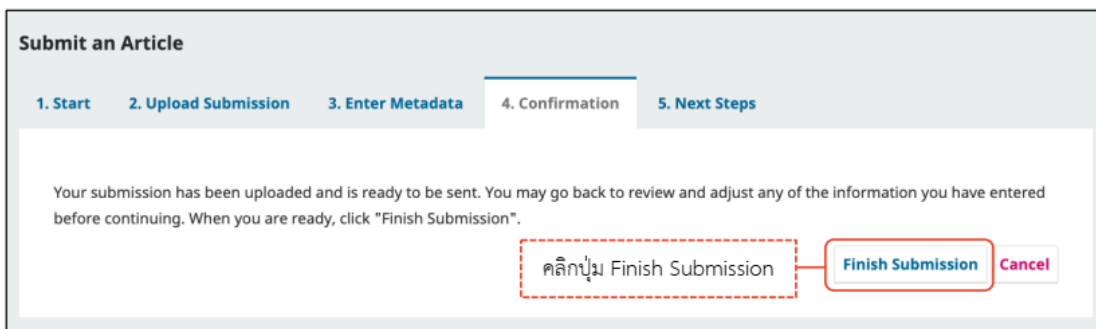 Submit an Article
1. Start 2. Upload Submission 3. Enter Metadata 4. Confirmation 5. Next Steps
Your submission has been uploaded and is ready to be sent. You may go back to review and adjust any of the information you have entered
before continuing. When you are ready, click "Finish Submission".
คลิกปุ่ม Finish Submission Finish Submission Cancel